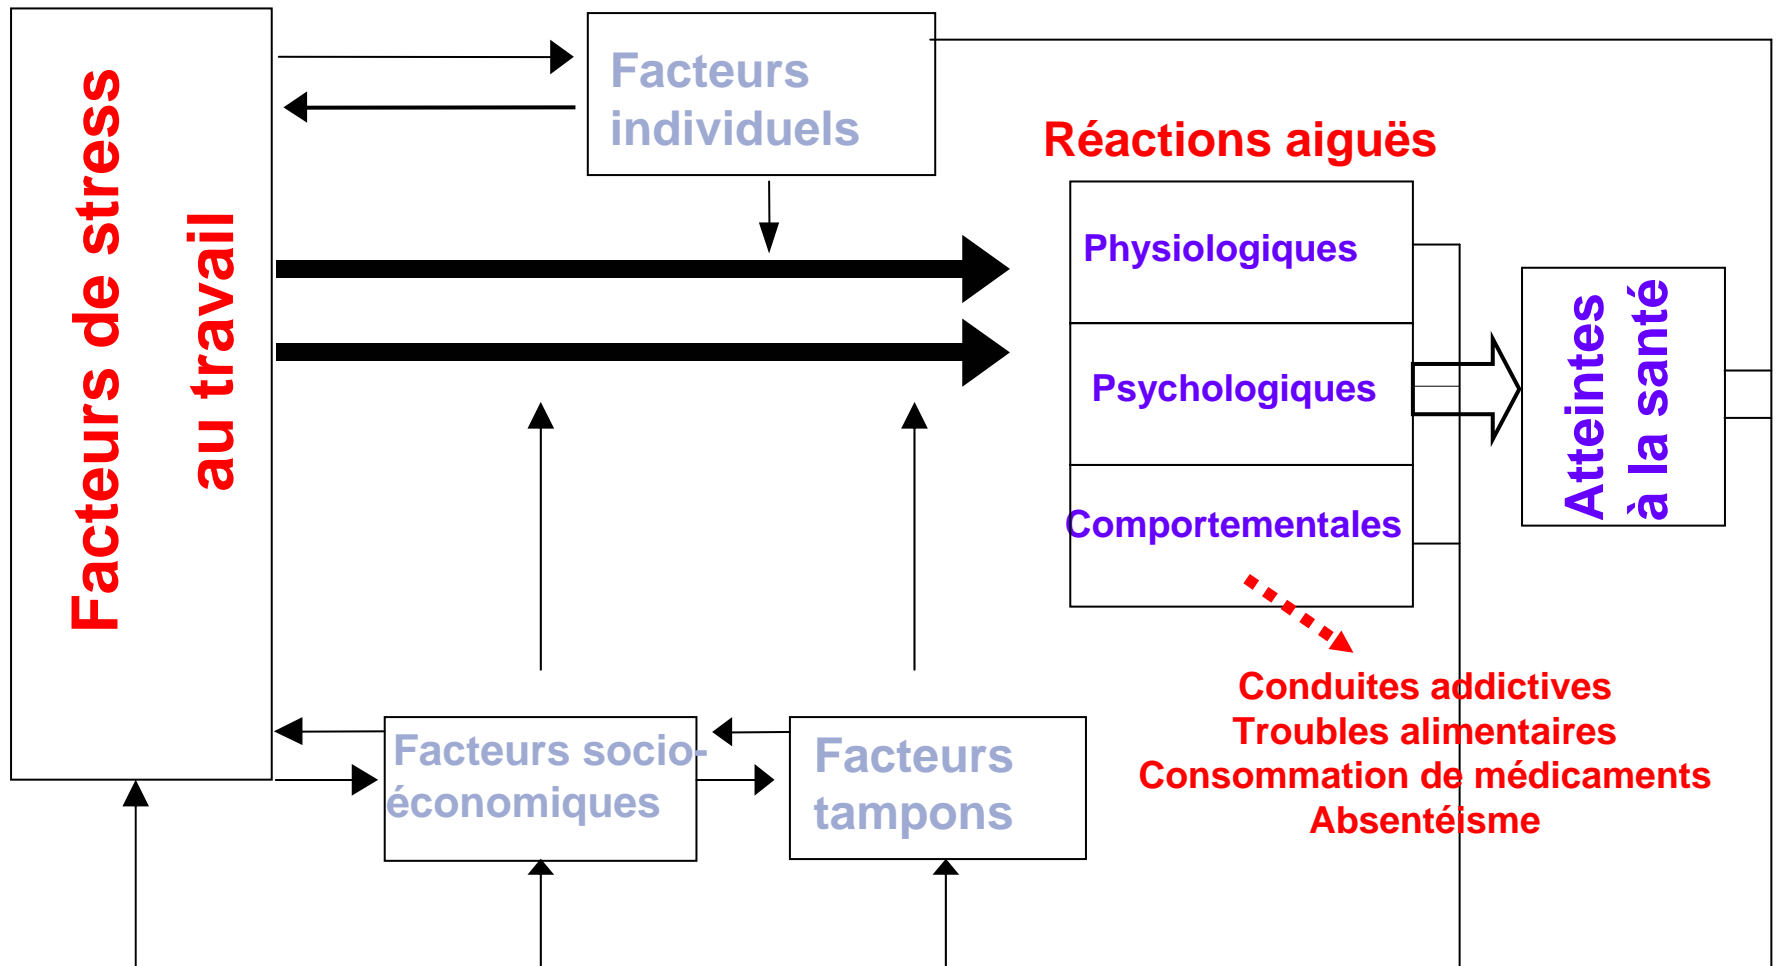 Facteurs de stress
au travail
Facteurs
individuels
Réactions aiguës
Physiologiques
Psychologiques
Comportementales
Atteintes
à la santé
Conduites addictives
Troubles alimentaires
Consommation de médicaments
Absentéisme
Facteurs socio-
économiques
Facteurs
tampons